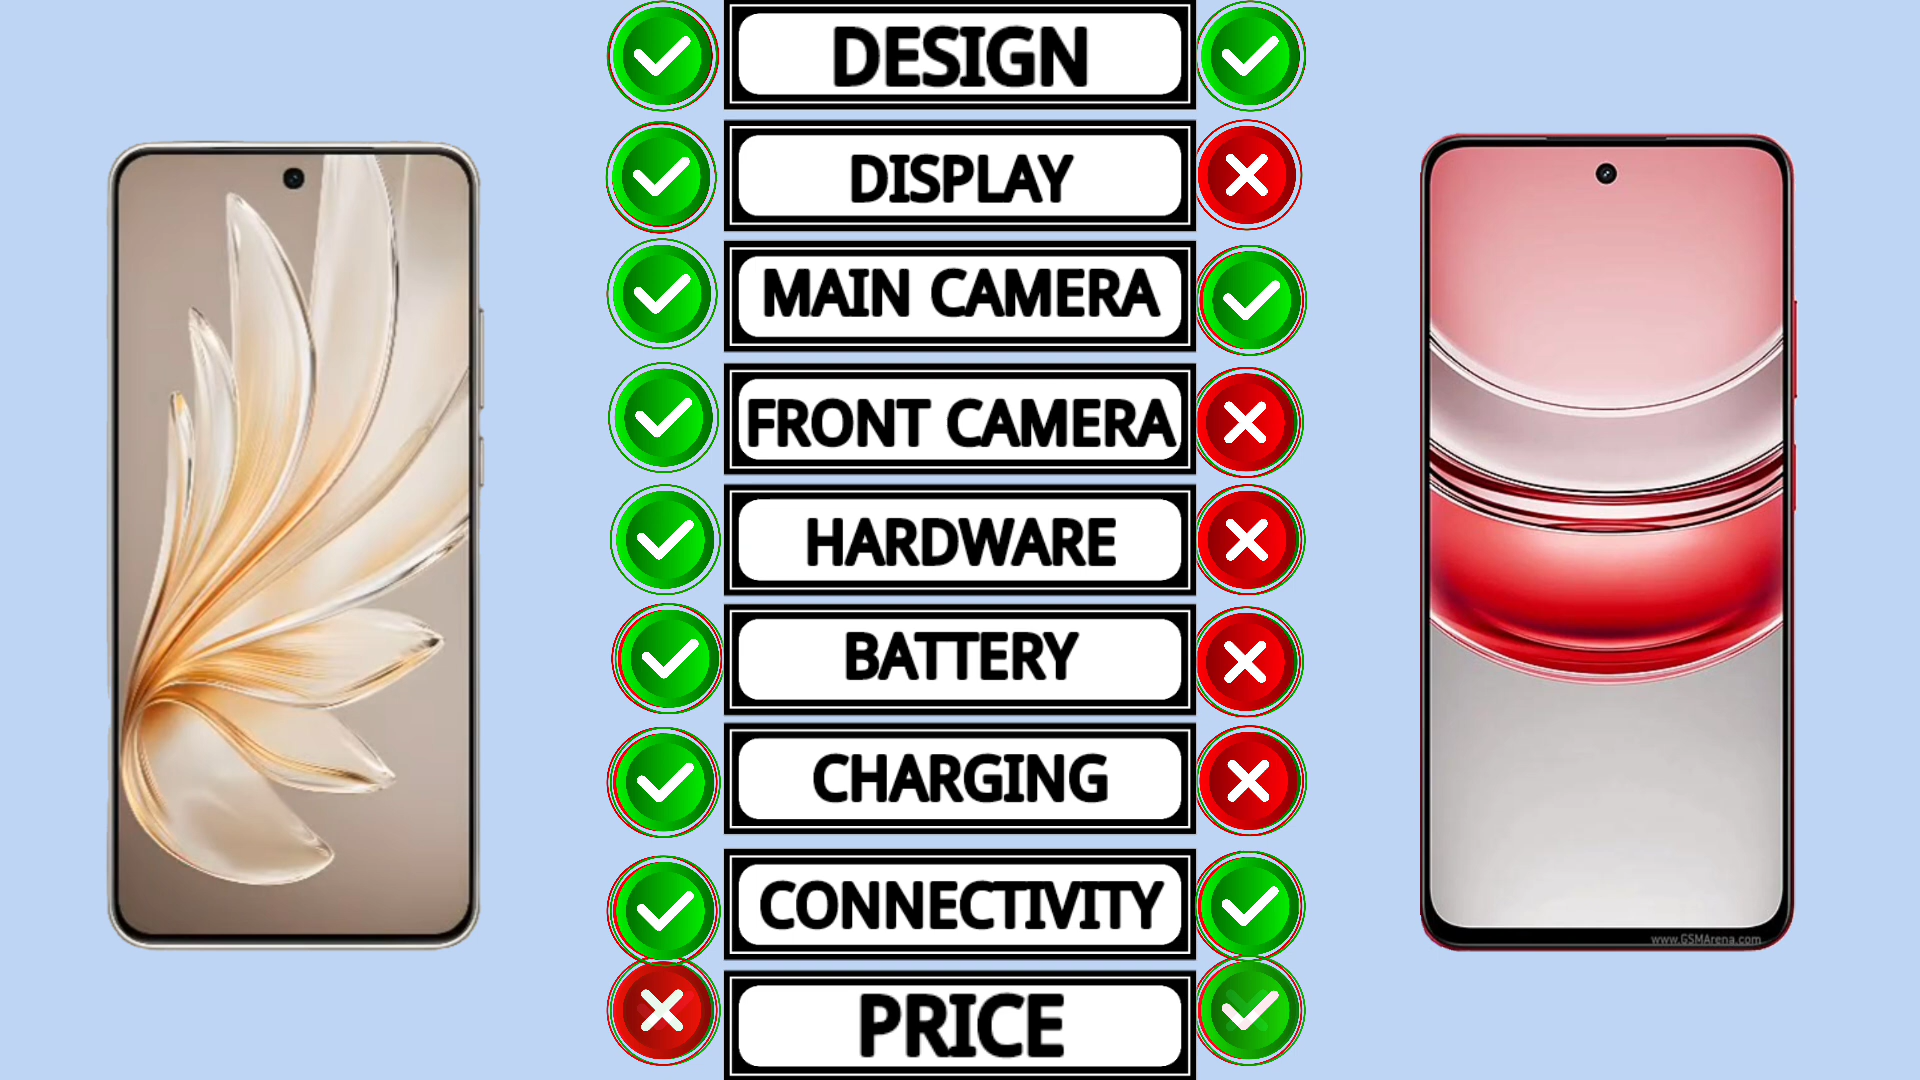 DESIGN
DISPLAY
MAIN CAMERA
FRONT CAMERA
HARDWARE
BATTERY
CHARGING
CONNECTIVITY
www.GSMArena.com
PRICE